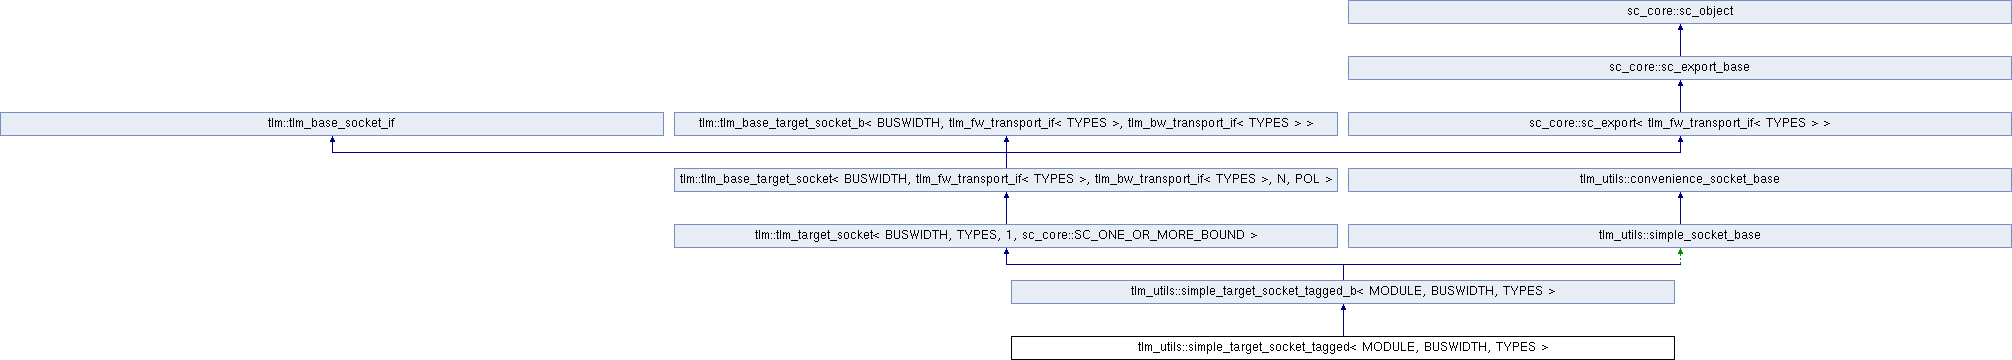 sc_core::sc_object
sc_core::sc_export_base
tlm::tlm_base_socket_if
tlm::tlm_base_target_socket_b< BUSWIDTH, tlm_fw_transport_if< TYPES >, tlm_bw_transport_if< TYPES > >
sc_core::sc_export< tlm_fw_transport_if< TYPES > >
tlm::tlm_base_target_socket< BUSWIDTH, tlm_fw_transport_if< TYPES >, tlm_bw_transport_if< TYPES >, N, POL >
tlm_utils::convenience_socket_base
tlm::tlm_target_socket< BUSWIDTH, TYPES, 1, sc_core::SC_ONE_OR_MORE_BOUND >
tlm_utils::simple_socket_base
tlm_utils::simple_target_socket_tagged_b< MODULE, BUSWIDTH, TYPES >
tlm_utils::simple_target_socket_tagged< MODULE, BUSWIDTH, TYPES >